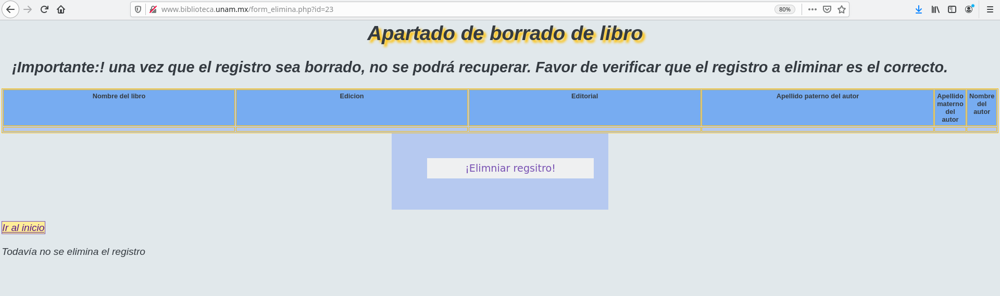 www.biblioteca.unam.mx/form_elimina.php?id=23
80%
Apartado de borrado de libro
¡Importante:! una vez que el registro sea borrado, no se podrá recuperar. Favor de verificar que el registro a eliminar es el correcto.
Nombre del libro
Edicion
Editorial
Apellido paterno del autor
Apellido
materno
del
autor
Nombre
del
autor
¡Elimniar regsitro!
Ir al inicio
Todavía no se elimina el registro